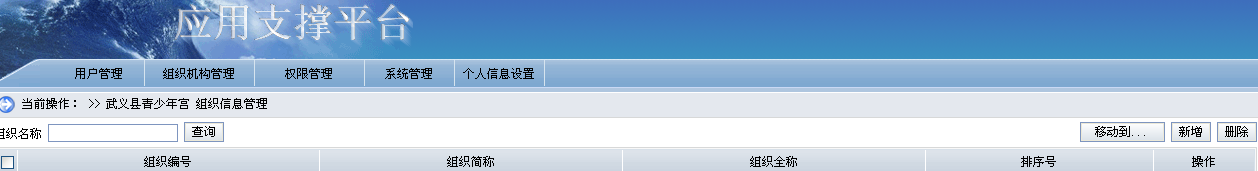 应用支撑平台
用户管理 组织机构管理 权限管理 系统管理 个人信息设置
当前操作： >> 武义县青少年宫 组织信息管理
组织名称 查询 移动到... 新增 删除
组织编号 组织简称 组织全称 排序号 操作